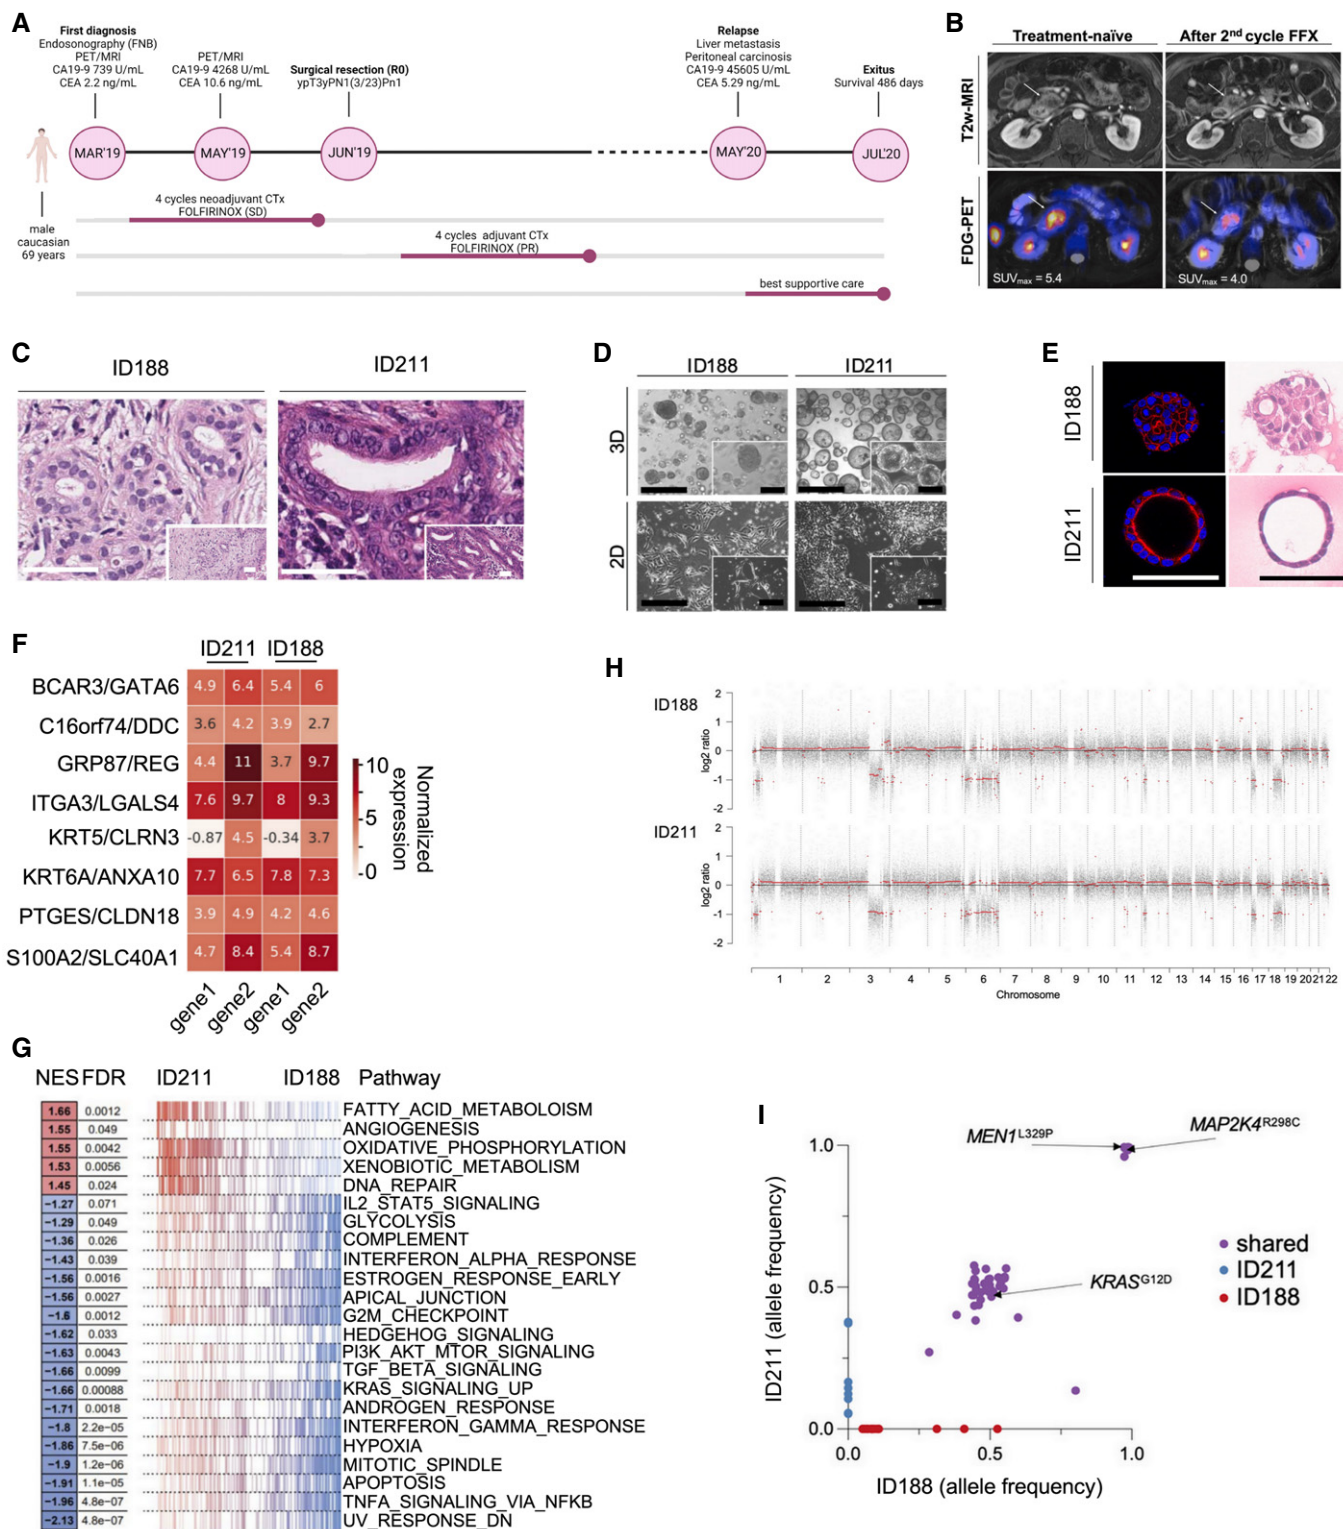 A
First diagnosis
Endosonography (FNB)
PET/MRI
CA19-9 739 U/mL
CEA 2.2 ng/mL
PET/MRI
CA19-9 4268 U/mL
CEA 10.6 ng/mL
Surgical resection (R0)
ypT3yPN1(3/23)Pn1
Relapse
Liver metastasis
Peritoneal carcinosis
CA19-9 45605 U/mL
CEA 5.29 ng/mL
Exitus
Survival 486 days
MAR'19
MAY'19
JUN'19
MAY'20
JUL'20
male
caucasian
69 years
4 cycles neoadjuvant CTx
FOLFIRINOX (SD)
4 cycles adjuvant CTx
FOLFIRINOX (PR)
best supportive care
B
Treatment-naïve
After 2nd cycle FFX
T2w-MRI
FDG-PET
SUVmax = 5.4
SUVmax = 4.0
C
ID188
ID211
D
ID188
ID211
3D
2D
E
ID188
ID211
F
ID211 ID188
BCAR3/GATA6 4.9 6.4 5.4 6
C16orf74/DDC 3.6 4.2 3.9 2.7
GRP87/REG 4.4 11 3.7 9.7
ITGA3/LGALS4 7.6 9.7 8 9.3
KRT5/CLRN3 -0.87 4.5 -0.34 3.7
KRT6A/ANXA10 7.7 6.5 7.8 7.3
PTGES/CLDN18 3.9 4.9 4.2 4.6
S100A2/SLC40A1 4.7 8.4 5.4 8.7
gene1 gene2 gene1 gene2
10
5
0
Normalized
expression
G
NES FDR ID211 ID188 Pathway
1.66 0.0012 FATTY_ACID_METABOLOISM
1.55 0.049 ANGIOGENESIS
1.55 0.0042 OXIDATIVE_PHOSPHORYLATION
1.53 0.0056 XENOBIOTIC_METABOLISM
1.45 0.024 DNA_REPAIR
−1.27 0.071 IL2_STAT5_SIGNALING
−1.29 0.049 GLYCOLYSIS
−1.36 0.026 COMPLEMENT
−1.43 0.039 INTERFERON_ALPHA_RESPONSE
−1.56 0.0016 ESTROGEN_RESPONSE_EARLY
−1.56 0.0027 APICAL_JUNCTION
−1.6 0.0012 G2M_CHECKPOINT
−1.62 0.033 HEDGEHOG_SIGNALING
−1.63 0.0043 PI3K_AKT_MTOR_SIGNALING
−1.66 0.0099 TGF_BETA_SIGNALING
−1.66 0.00088 KRAS_SIGNALING_UP
−1.71 0.0018 ANDROGEN_RESPONSE
−1.8 2.2e−05 INTERFERON_GAMMA_RESPONSE
−1.86 7.5e−06 HYPOXIA
−1.9 1.2e−06 MITOTIC_SPINDLE
−1.91 1.1e−05 APOPTOSIS
−1.96 4.8e−07 TNFA_SIGNALING_VIA_NFKB
−2.13 4.8e−07 UV_RESPONSE_DN
H
ID188
log2 ratio
2
1
0
-1
-2
ID211
log2 ratio
2
1
0
-1
-2
1 2 3 4 5 6 7 8 9 10 11 12 13 14 15 16 17 18 19 20 21 22
Chromosome
I
MEN1L329P
MAP2K4R298C
KRASG12D
1.0
0.5
0.0
ID211 (allele frequency)
0.0 0.5 1.0
ID188 (allele frequency)
shared
ID211
ID188